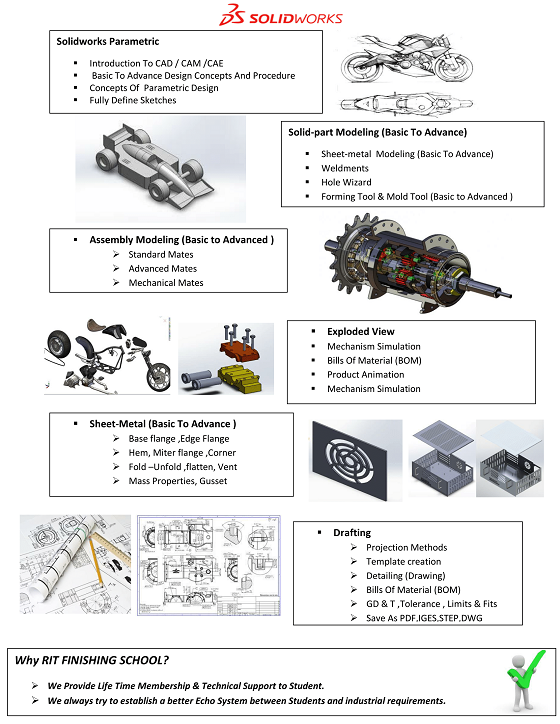 SOLIDWORKS
Solidworks Parametric
▪ Introduction To CAD / CAM /CAE
▪ Basic To Advance Design Concepts And Procedure
▪ Concepts Of Parametric Design
▪ Fully Define Sketches
Solid-part Modeling (Basic To Advance)
▪ Sheet-metal Modeling (Basic To Advance)
▪ Weldments
▪ Hole Wizard
▪ Forming Tool & Mold Tool (Basic to Advanced )
▪ Assembly Modeling (Basic to Advanced )
➢ Standard Mates
➢ Advanced Mates
➢ Mechanical Mates
▪ Exploded View
▪ Mechanism Simulation
▪ Bills Of Material (BOM)
▪ Product Animation
▪ Mechanism Simulation
▪ Sheet-Metal (Basic To Advance )
➢ Base flange ,Edge Flange
➢ Hem, Miter flange ,Corner
➢ Fold –Unfold ,flatten, Vent
➢ Mass Properties, Gusset
▪ Drafting
➢ Projection Methods
➢ Template creation
➢ Detailing (Drawing)
➢ Bills Of Material (BOM)
➢ GD & T ,Tolerance , Limits & Fits
➢ Save As PDF,IGES,STEP,DWG
Why RIT FINISHING SCHOOL?
➢ We Provide Life Time Membership & Technical Support to Student.
➢ We always try to establish a better Echo System between Students and industrial requirements.